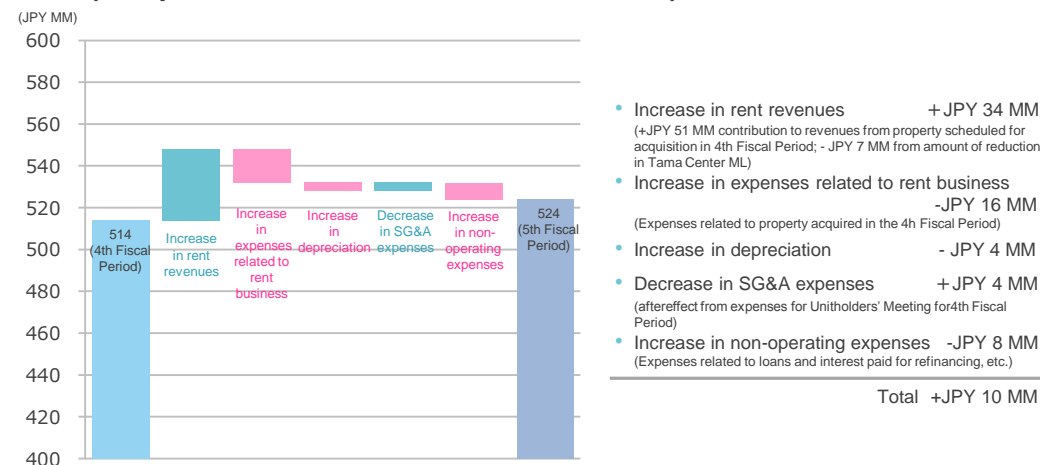 (JPY MM)
600
580
560
540
520
500
480
460
440
420
400
514
(4th Fiscal
Period)
Increase
in rent
revenues
Increase
in
expenses
related to
rent
business
Increase
in
depreciation
Decrease
in SG&A
expenses
Increase
in non-
operating
expenses
524
(5th Fiscal
Period)
• Increase in rent revenues +JPY 34 MM
(+JPY 51 MM contribution to revenues from property scheduled for
acquisition in 4th Fiscal Period; - JPY 7 MM from amount of reduction
in Tama Center ML)
• Increase in expenses related to rent business
-JPY 16 MM
(Expenses related to property acquired in the 4h Fiscal Period)
• Increase in depreciation - JPY 4 MM
• Decrease in SG&A expenses +JPY 4 MM
(aftereffect from expenses for Unitholders' Meeting for4th Fiscal
Period)
• Increase in non-operating expenses -JPY 8 MM
(Expenses related to loans and interest paid for refinancing, etc.)
Total +JPY 10 MM